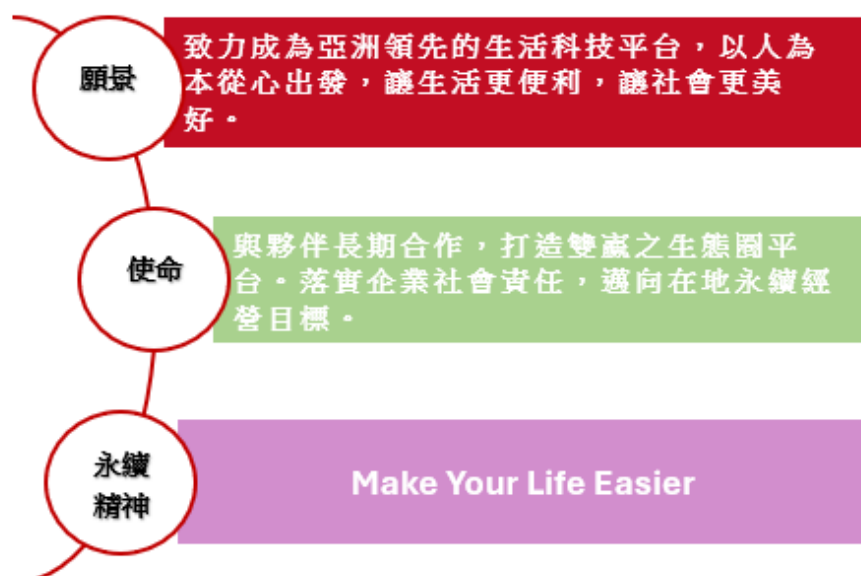 願景
致力成為亞洲領先的生活科技平台，以人為
本從心出發，讓生活更便利，讓社會更美
好。
使命
與夥伴長期合作，打造雙贏之生態圈平
台。落實企業社會責任，邁向在地永續經
營目標。
永續
精神
Make Your Life Easier